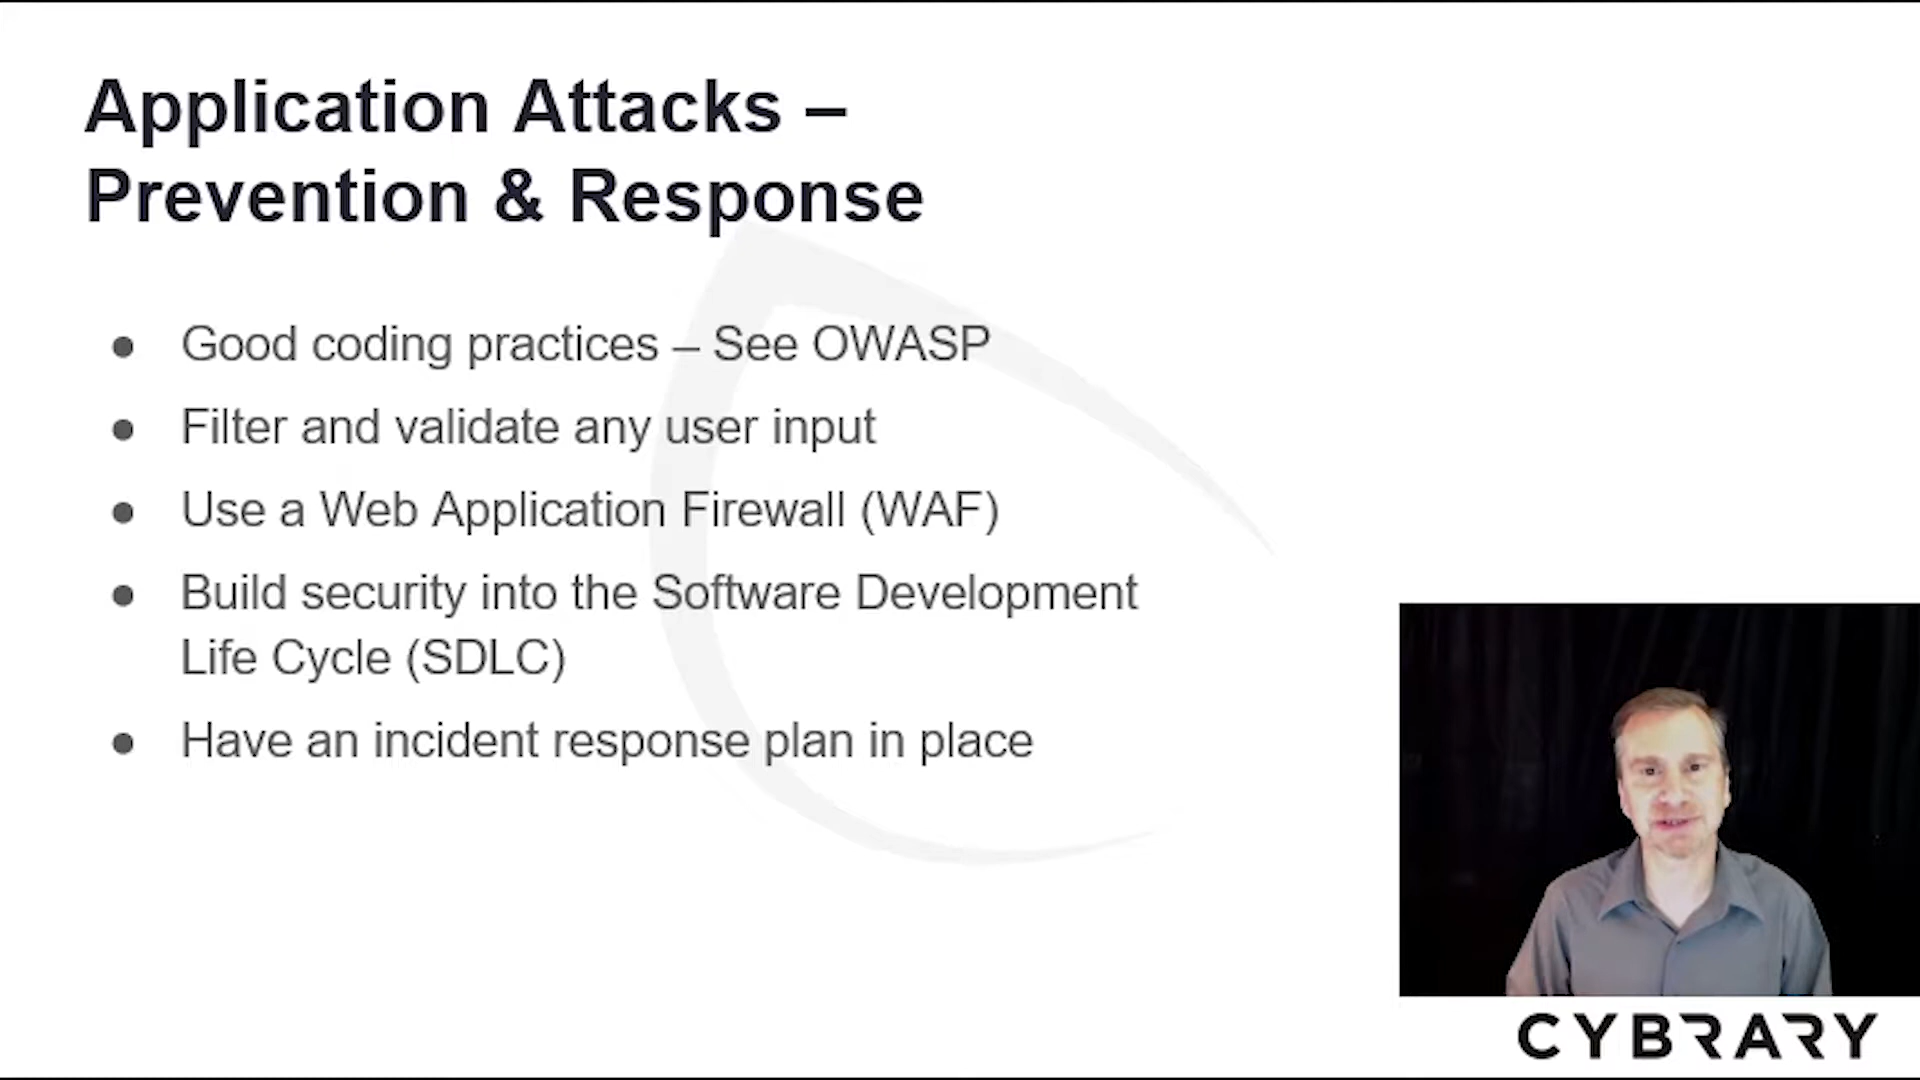 Application Attacks –
Prevention & Response
● Good coding practices – See OWASP
● Filter and validate any user input
● Use a Web Application Firewall (WAF)
● Build security into the Software Development
Life Cycle (SDLC)
● Have an incident response plan in place
CYBRARY